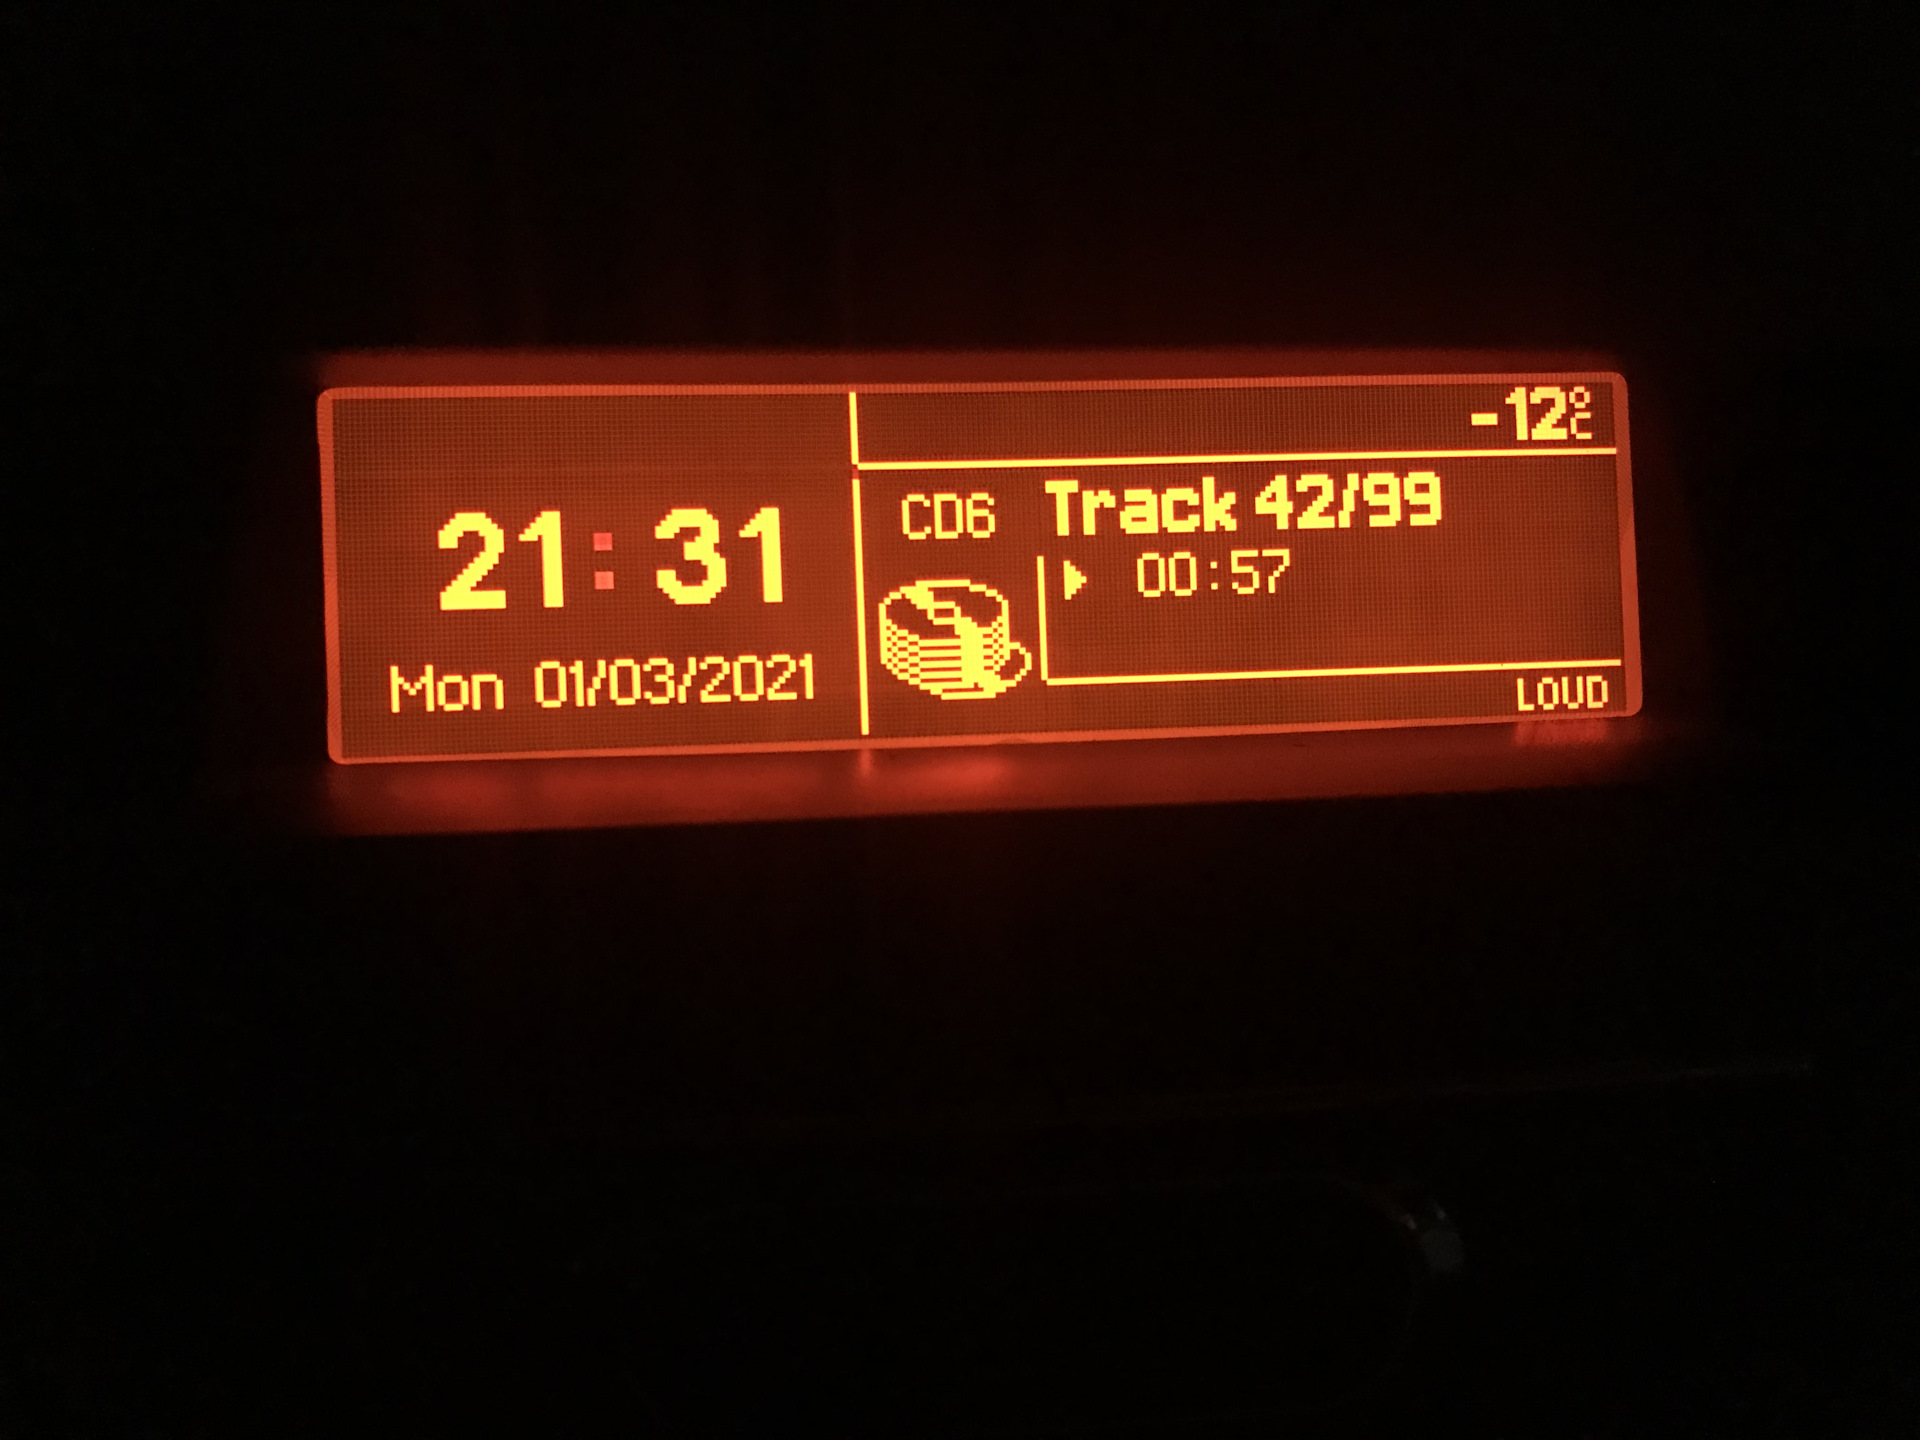 21:31
Mon 01/03/2021
-12°C
CD6 Track 42/99
00:57
LOUD